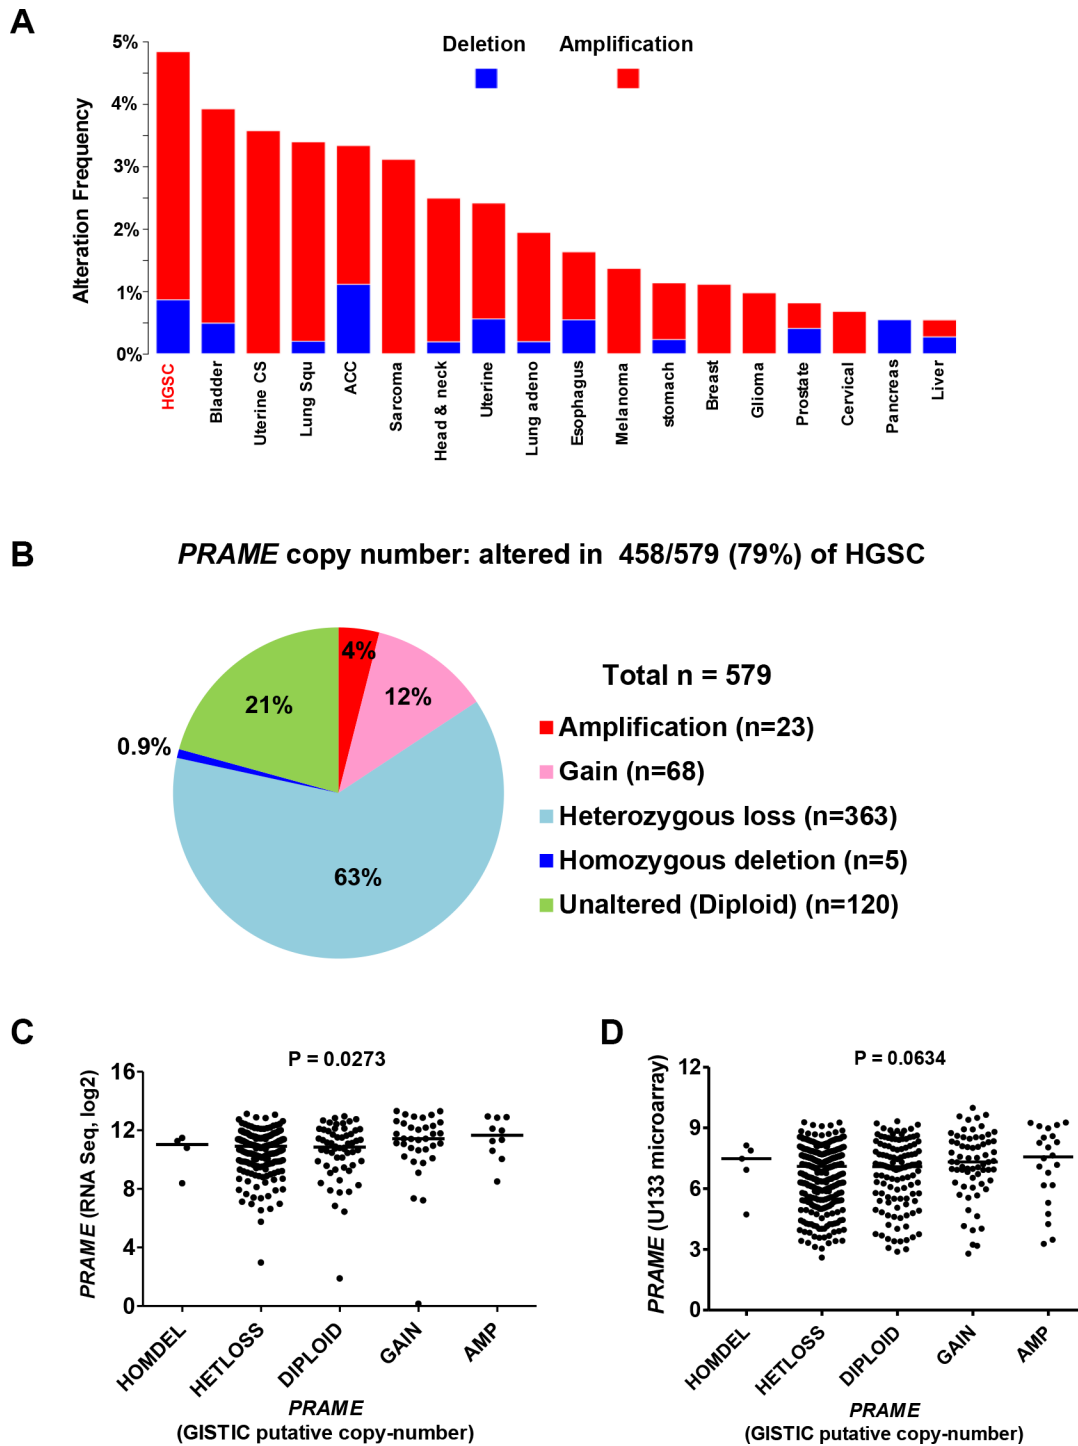 A
Deletion
Amplification
Alteration Frequency
5%
4%
3%
2%
1%
0%
HGSC
Bladder
Uterine CS
Lung Squ
ACC
Sarcoma
Head & neck
Uterine
Lung adeno
Esophagus
Melanoma
stomach
Breast
Glioma
Prostate
Cervical
Pancreas
Liver
B
PRAME copy number: altered in 458/579 (79%) of HGSC
4%
12%
21%
0.9%
63%
Total n = 579
Amplification (n=23)
Gain (n=68)
Heterozygous loss (n=363)
Homozygous deletion (n=5)
Unaltered (Diploid) (n=120)
C
P = 0.0273
PRAME (RNA Seq, log2)
16
12
8
4
0
HOMDEL
HETLOSS
DIPLOID
GAIN
AMP
PRAME
(GISTIC putative copy-number)
D
P = 0.0634
PRAME (U133 microarray)
12
9
6
3
0
HOMDEL
HETLOSS
DIPLOID
GAIN
AMP
PRAME
(GISTIC putative copy-number)